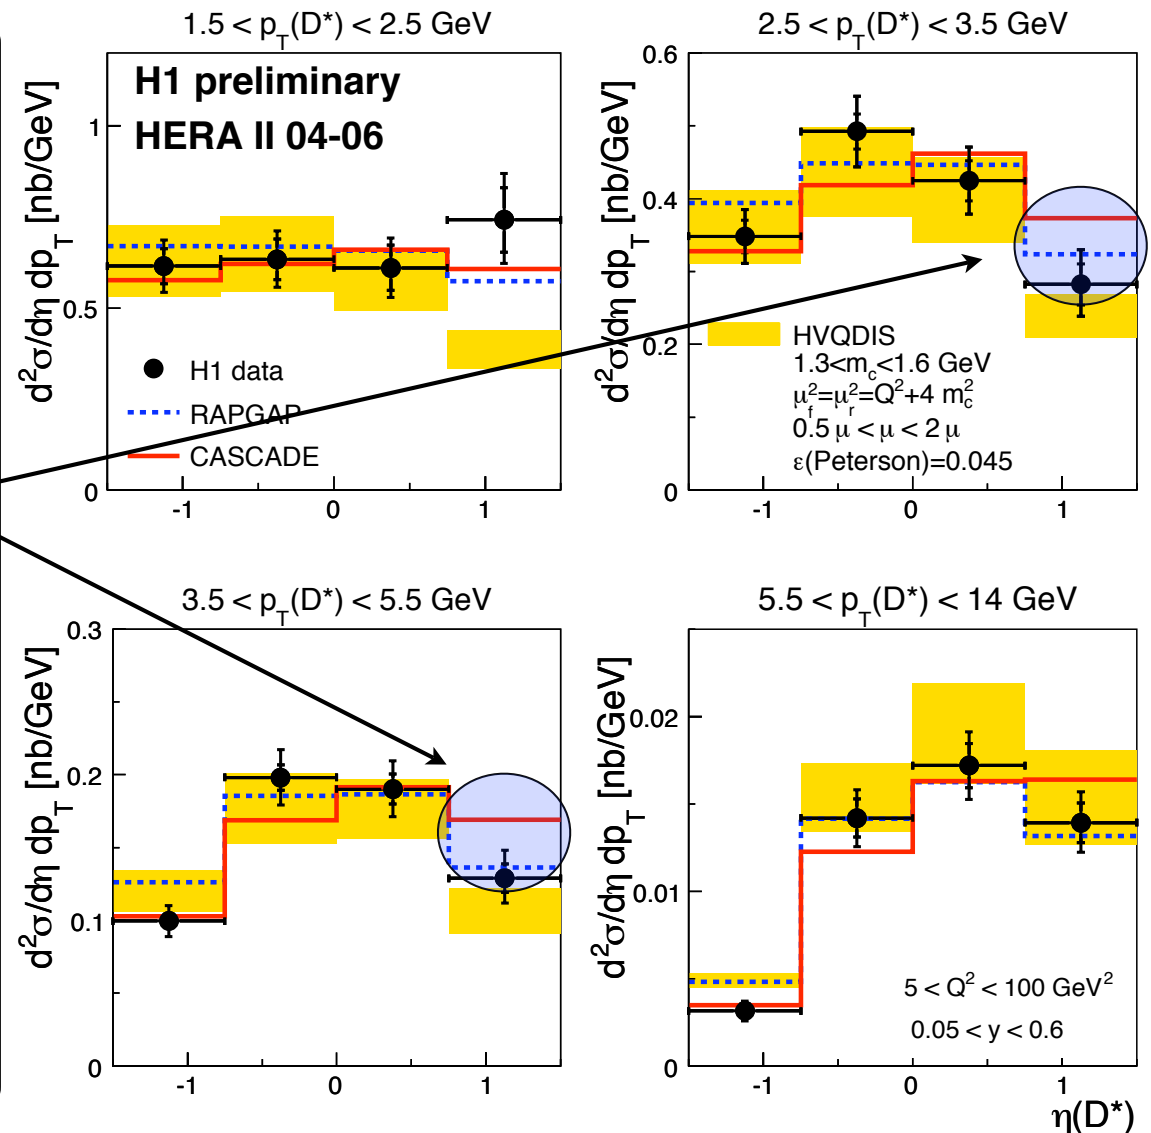 1.5 < p_T(D*) < 2.5 GeV
d²σ/dη dp_T [nb/GeV]
H1 preliminary
HERA II 04-06
1
0.5
0
H1 data
RAPGAP
CASCADE
-1 0 1
2.5 < p_T(D*) < 3.5 GeV
d²σ/dη dp_T [nb/GeV]
0.6
0.4
0.2
0
HVQDIS
1.3<m_c<1.6 GeV
μ_f²=μ_r²=Q²+4 m_c²
0.5 μ < μ < 2 μ
ε(Peterson)=0.045
-1 0 1
3.5 < p_T(D*) < 5.5 GeV
d²σ/dη dp_T [nb/GeV]
0.3
0.2
0.1
0
-1 0 1
5.5 < p_T(D*) < 14 GeV
d²σ/dη dp_T [nb/GeV]
0.02
0.01
0
5 < Q² < 100 GeV²
0.05 < y < 0.6
-1 0 1
η(D*)